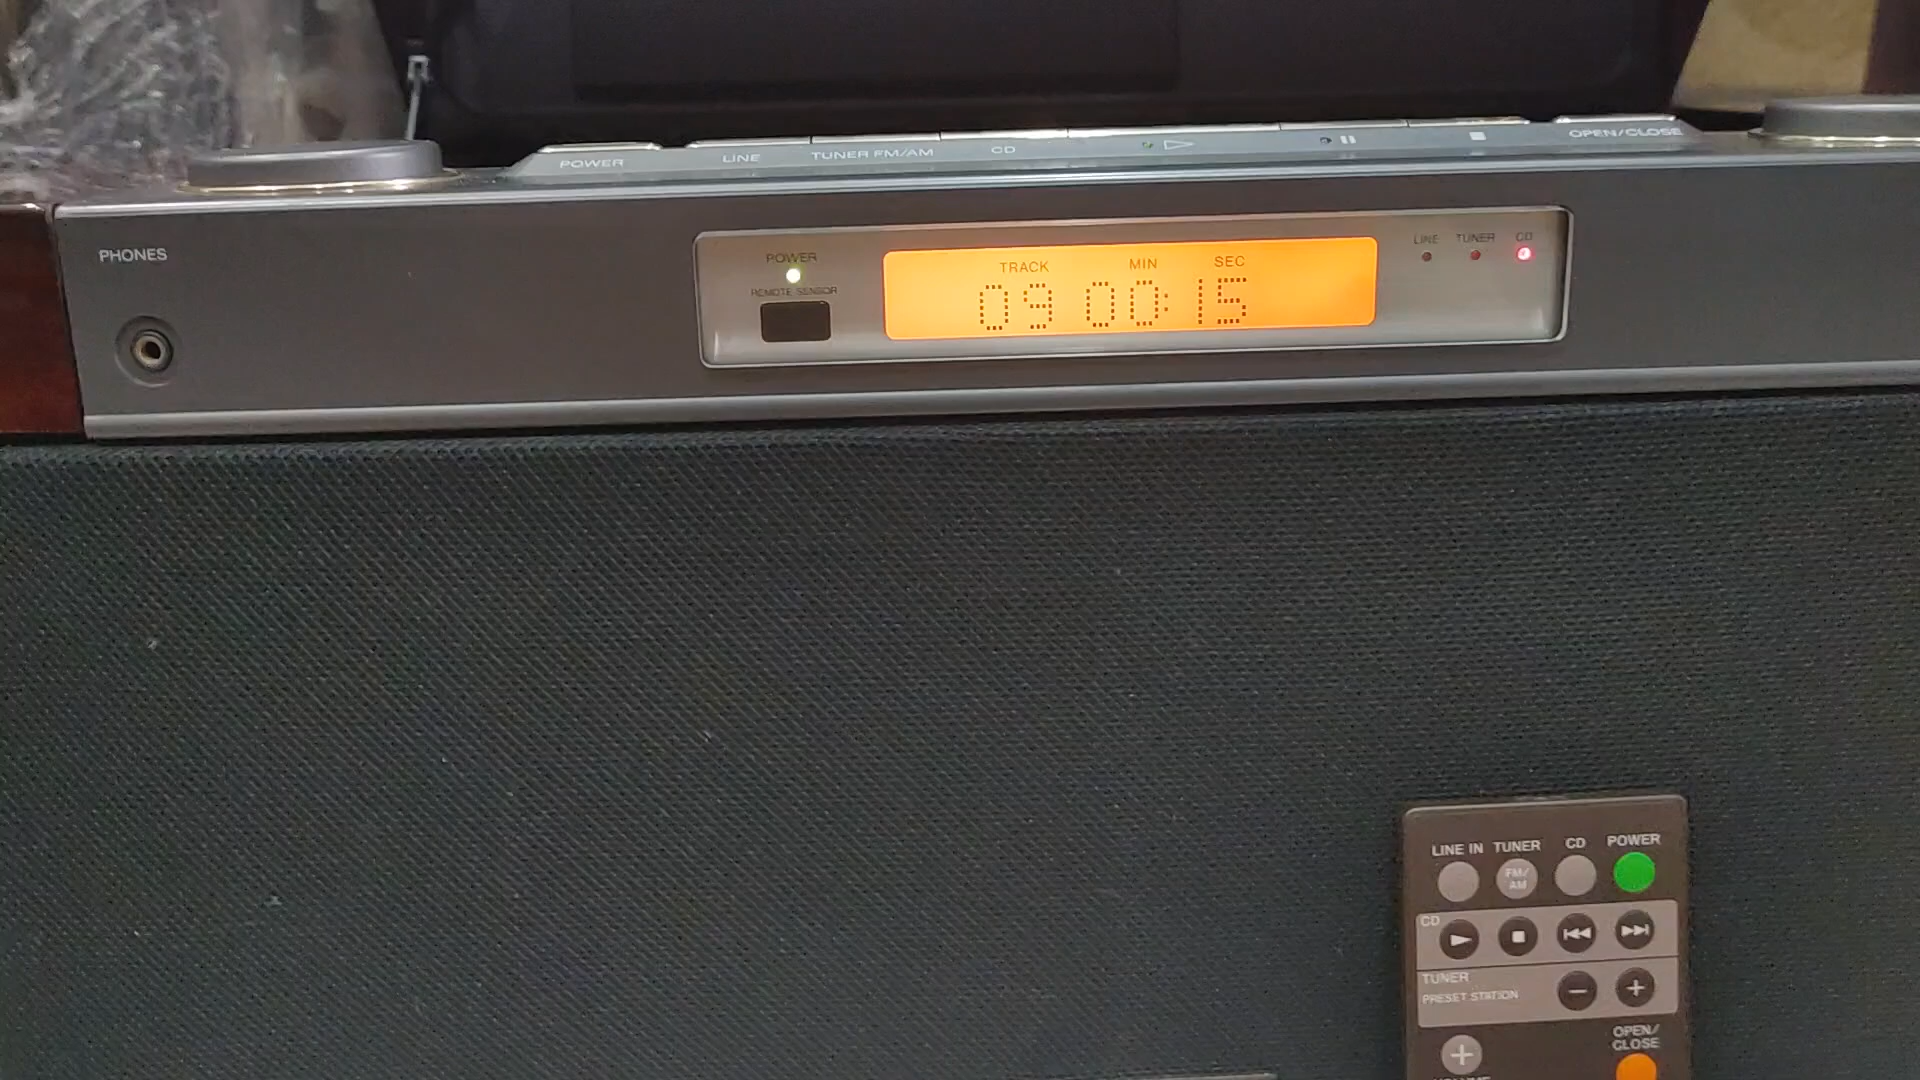 POWER LINE TUNER FM/AM CD OPEN/CLOSE
PHONES
POWER
REMOTE SENSOR
TRACK MIN SEC
09 00:15
LINE TUNER CD
LINE IN TUNER CD POWER
FM/
AM
CD
TUNER
PRESET STATION
OPEN/
CLOSE
VOLUME